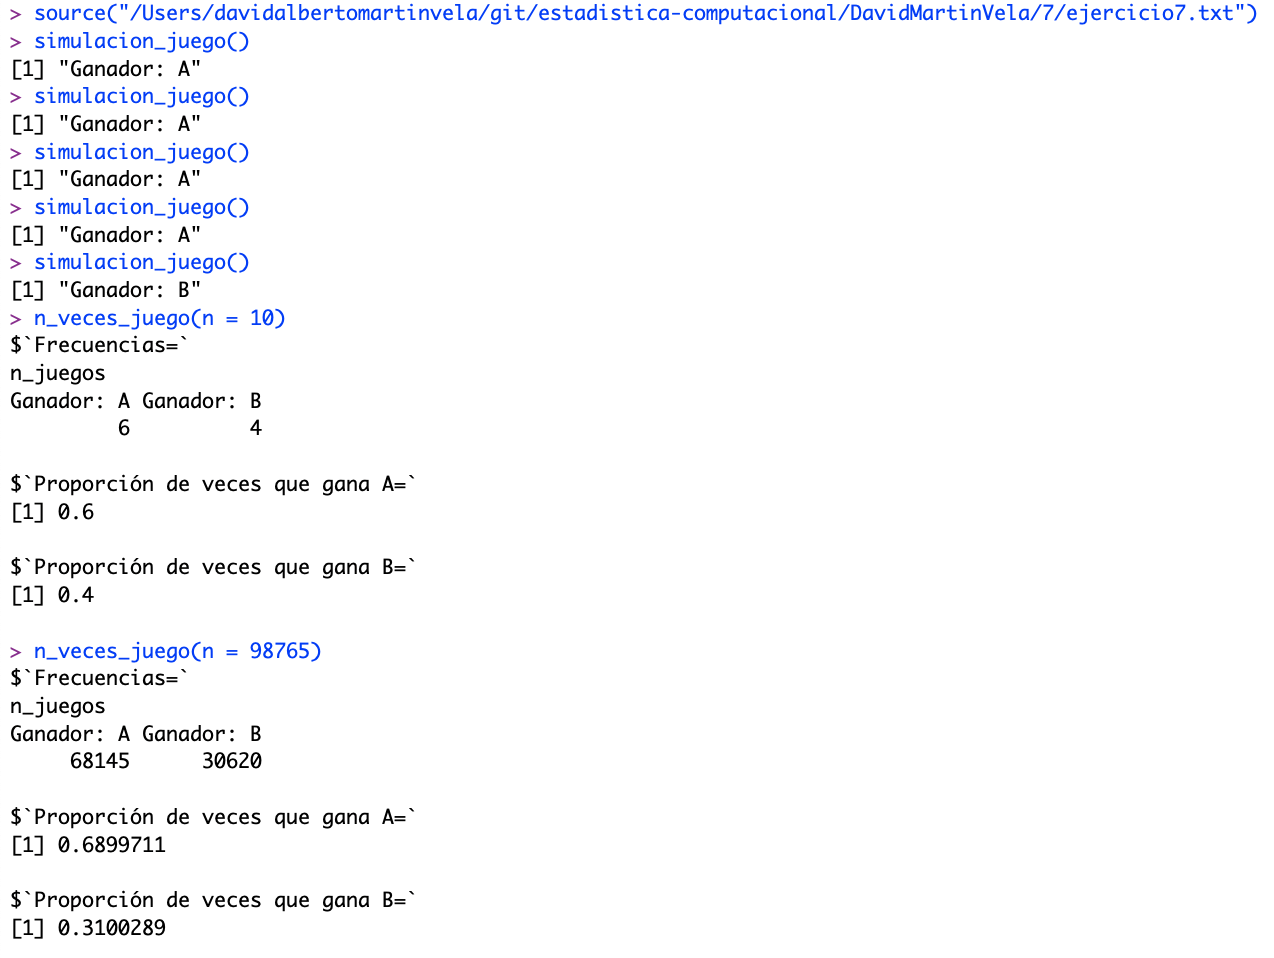 > source("/Users/davidalbertomartinvela/git/estadistica-computacional/DavidMartinVela/7/ejercicio7.txt")
> simulacion_juego()
[1] "Ganador: A"
> simulacion_juego()
[1] "Ganador: A"
> simulacion_juego()
[1] "Ganador: A"
> simulacion_juego()
[1] "Ganador: A"
> simulacion_juego()
[1] "Ganador: B"
> n_veces_juego(n = 10)
$`Frecuencias=`
n_juegos
Ganador: A Ganador: B
         6          4

$`Proporción de veces que gana A=`
[1] 0.6

$`Proporción de veces que gana B=`
[1] 0.4

> n_veces_juego(n = 98765)
$`Frecuencias=`
n_juegos
Ganador: A Ganador: B
     68145      30620

$`Proporción de veces que gana A=`
[1] 0.6899711

$`Proporción de veces que gana B=`
[1] 0.3100289